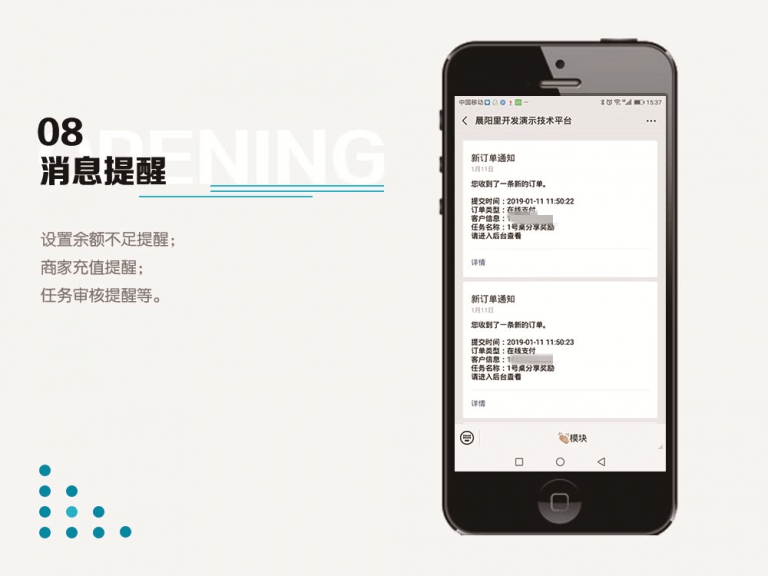 OPENING
08
消息提醒
设置余额不足提醒；
商家充值提醒；
任务审核提醒等。
中国移动 15:37
晨阳里开发演示技术平台
新订单通知
1月11日
您收到了一条新的订单。
提交时间：2019-01-11 11:50:22
订单类型：在线支付
客户信息：1
任务名称：1号桌分享奖励
请进入后台查看
详情
新订单通知
1月11日
您收到了一条新的订单。
提交时间：2019-01-11 11:50:23
订单类型：在线支付
客户信息：1
任务名称：1号桌分享奖励
请进入后台查看
详情
模块